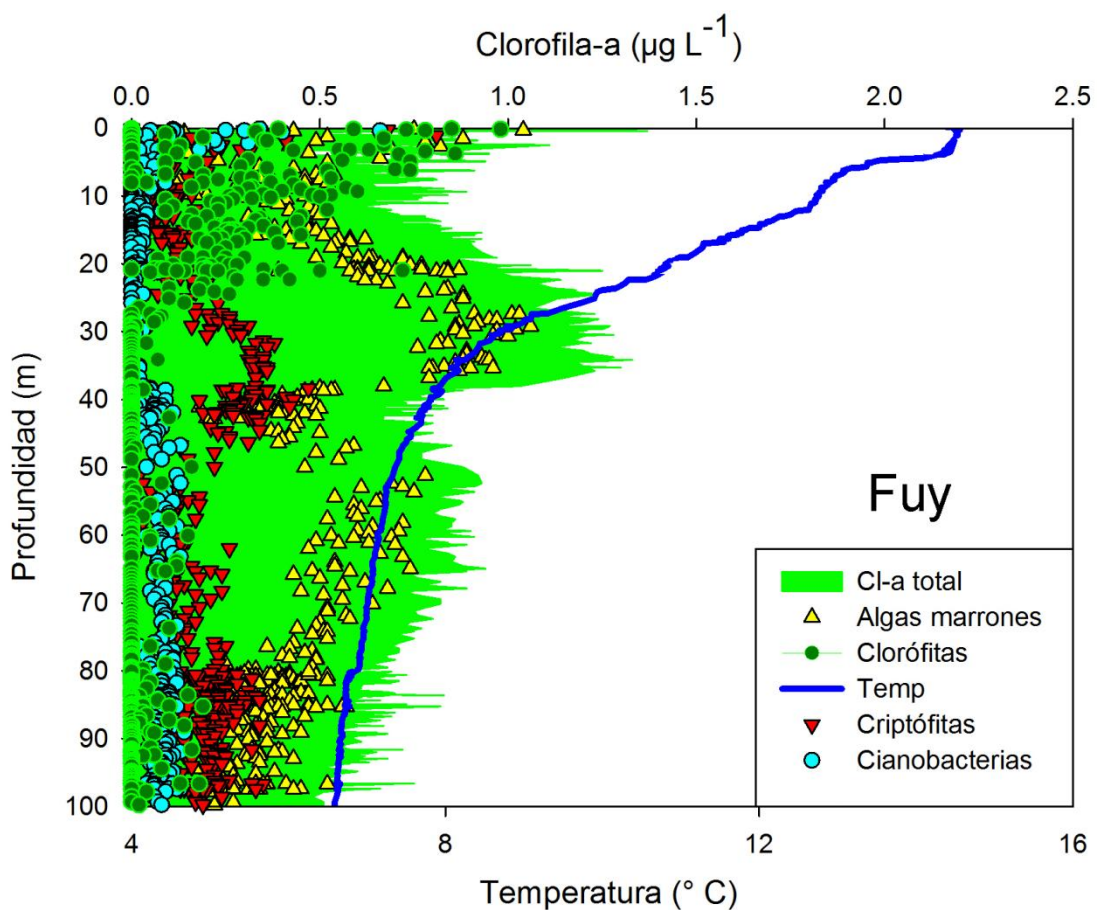 Clorofila-a (µg L-1)
0.0 0.5 1.0 1.5 2.0 2.5
0
10
20
30
40
50
60
70
80
90
100
Profundidad (m)
Fuy
Cl-a total
Algas marrones
Clorófitas
Temp
Criptófitas
Cianobacterias
4 8 12 16
Temperatura (° C)